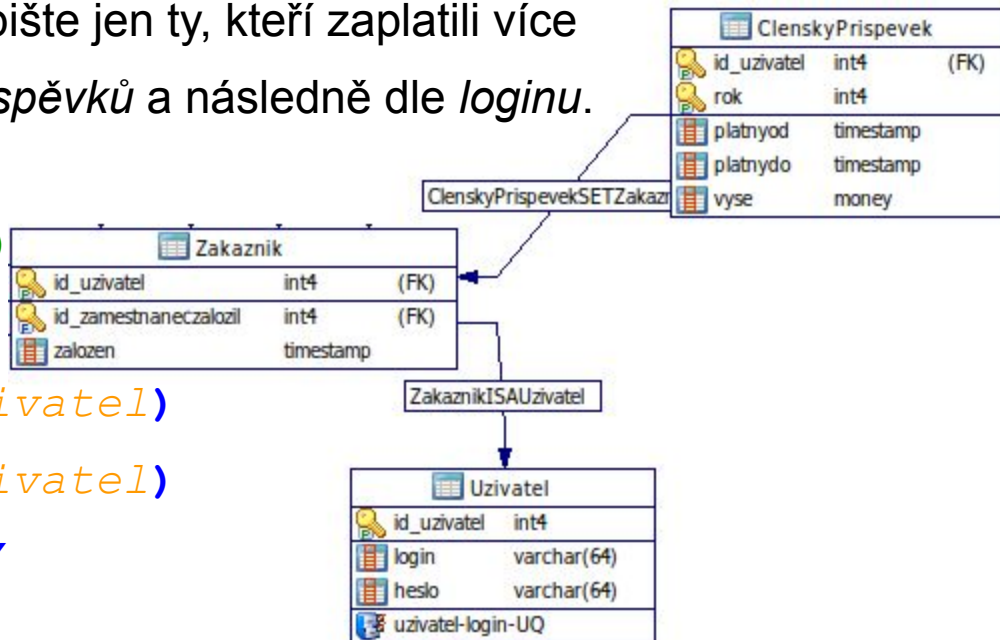 pište jen ty, kteří zaplatili více
spěvků a následně dle loginu.
ClenskyPrispevek
id_uzivatel int4 (FK)
rok int4
platnyod timestamp
platnydo timestamp
vyse money
ClenskyPrispevekSETZakazn
Zakaznik
id_uzivatel int4 (FK)
id_zamestnaneczalozil int4 (FK)
zalozen timestamp
ivatel)
ivatel)
ZakaznikISAUzivatel
Uzivatel
id_uzivatel int4
login varchar(64)
heslo varchar(64)
uzivatel-login-UQ